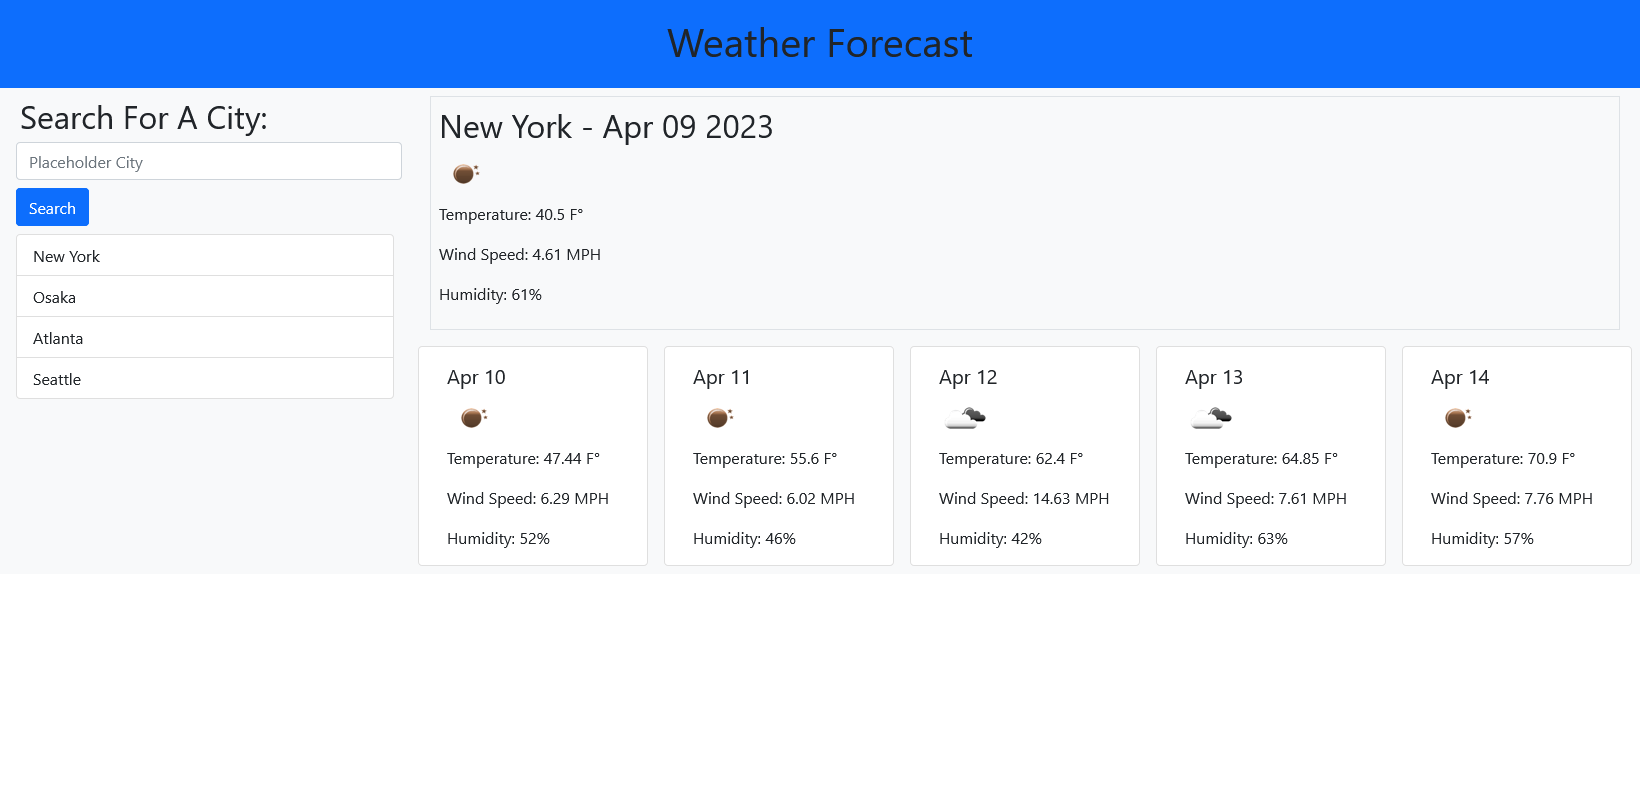 Weather Forecast
Search For A City:
Placeholder City
Search
New York
Osaka
Atlanta
Seattle
New York - Apr 09 2023
Temperature: 40.5 F°
Wind Speed: 4.61 MPH
Humidity: 61%
Apr 10
Temperature: 47.44 F°
Wind Speed: 6.29 MPH
Humidity: 52%
Apr 11
Temperature: 55.6 F°
Wind Speed: 6.02 MPH
Humidity: 46%
Apr 12
Temperature: 62.4 F°
Wind Speed: 14.63 MPH
Humidity: 42%
Apr 13
Temperature: 64.85 F°
Wind Speed: 7.61 MPH
Humidity: 63%
Apr 14
Temperature: 70.9 F°
Wind Speed: 7.76 MPH
Humidity: 57%